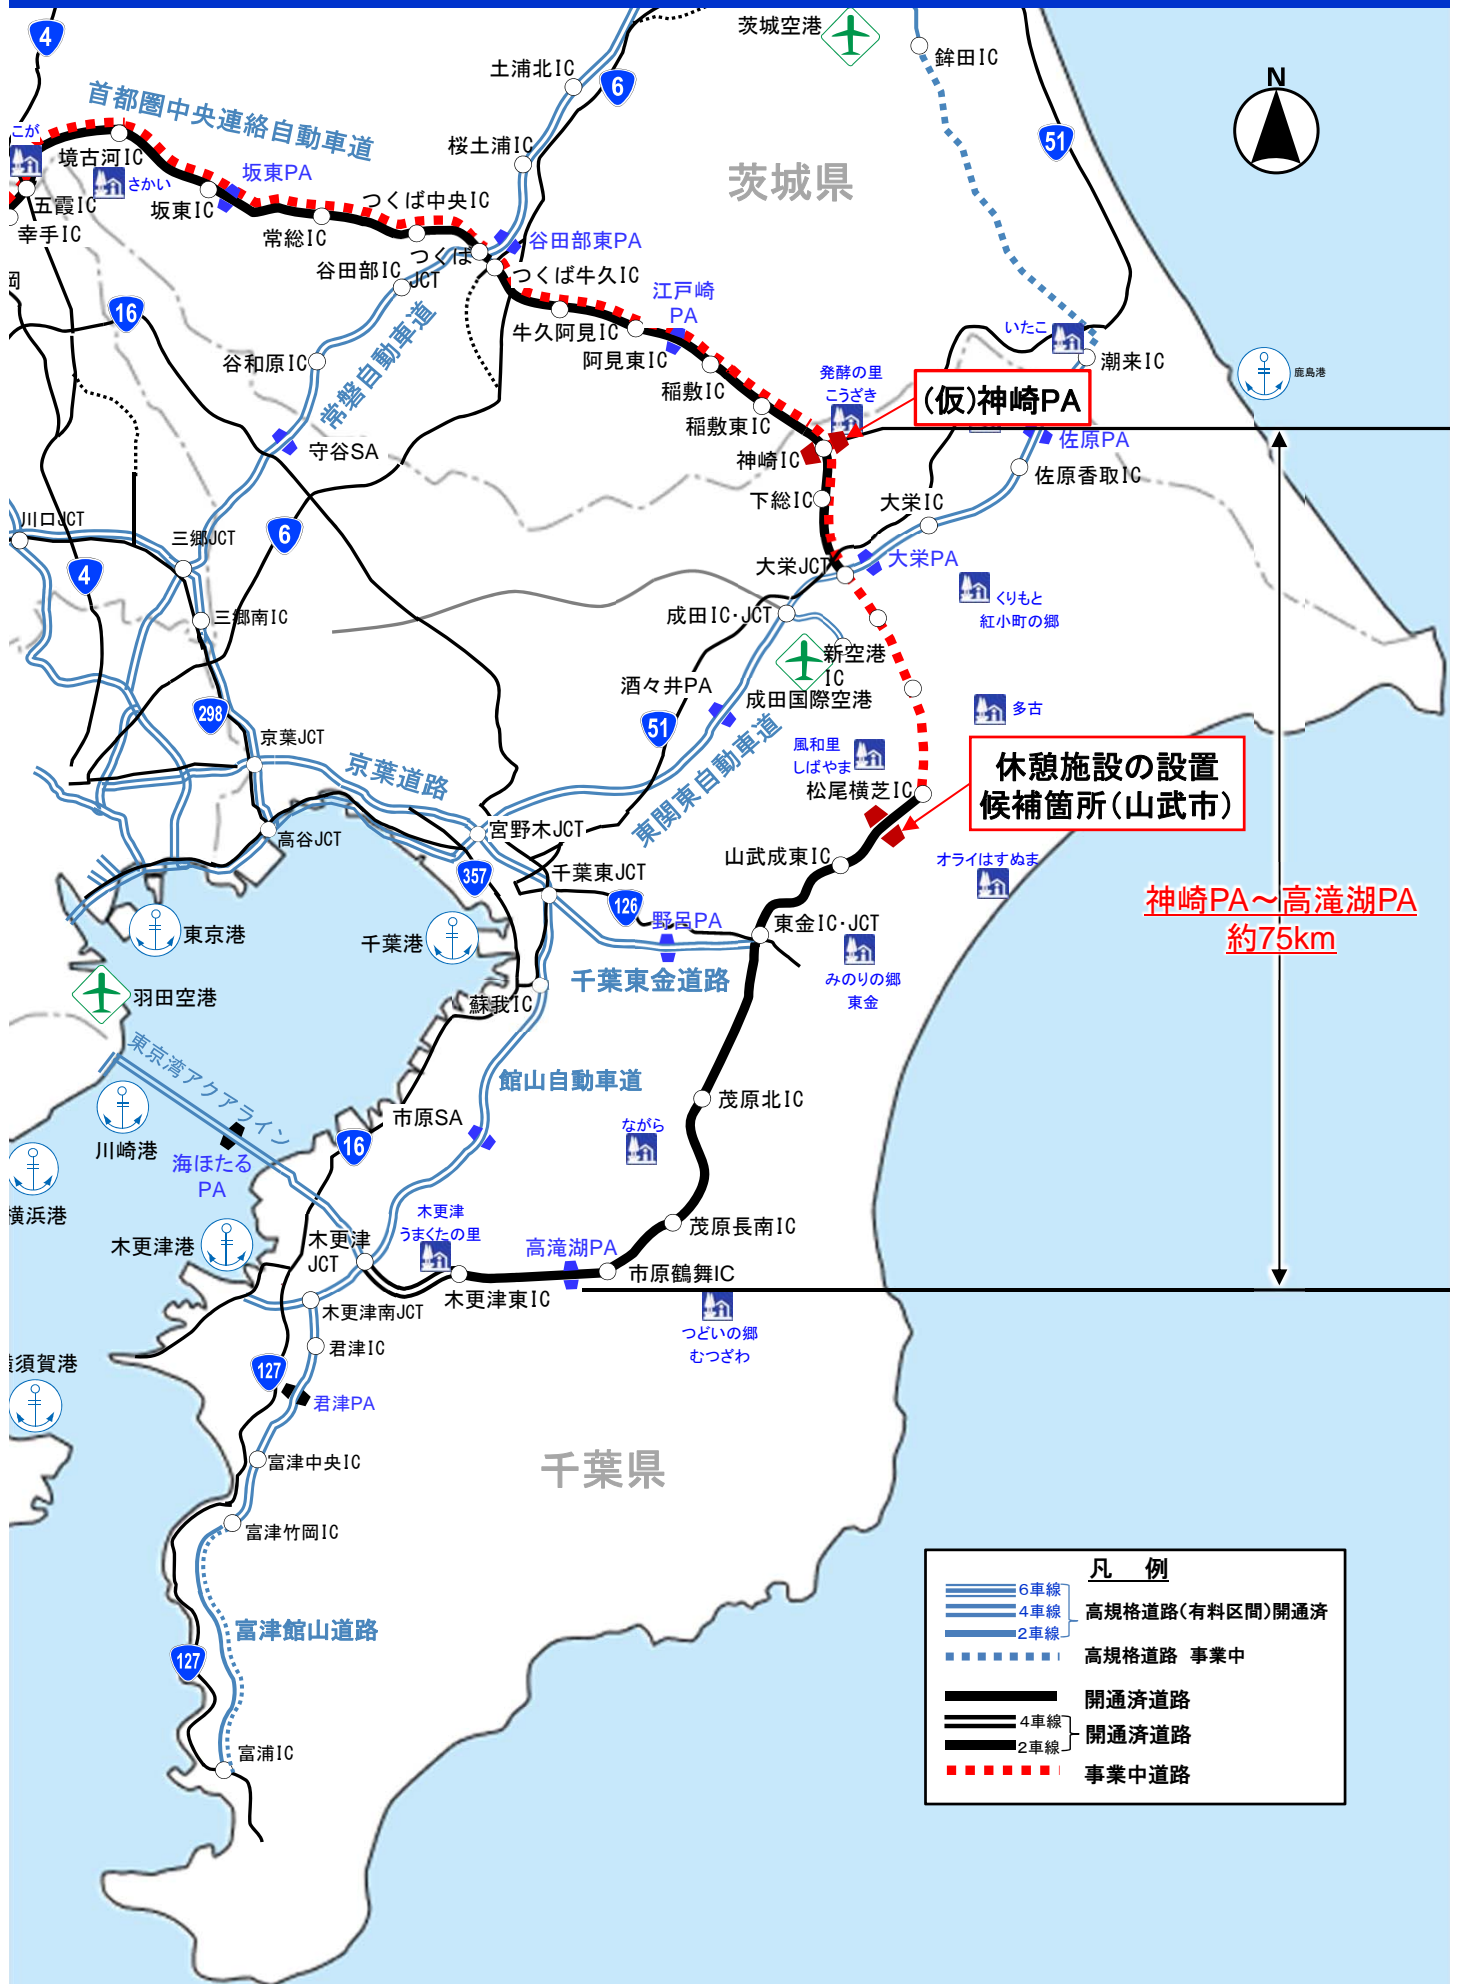 4
茨城空港
鉾田IC
土浦北IC
6
N
首都圏中央連絡自動車道
51
こが
境古河IC
桜土浦IC
坂東PA
さかい
茨城県
五霞IC
坂東IC
つくば中央IC
幸手IC
常総IC
谷田部東PA
つくば
JCT
谷田部IC
つくば牛久IC
岡
16
江戸崎
PA
牛久阿見IC
いたこ
阿見東IC
潮来IC
谷和原IC
常磐自動車道
発酵の里
こうざき
鹿島港
稲敷IC
(仮)神崎PA
稲敷東IC
守谷SA
佐原PA
神崎IC
佐原香取IC
下総IC
大栄IC
川口JCT
6
三郷JCT
4
大栄JCT
大栄PA
くりもと
紅小町の郷
三郷南IC
成田IC・JCT
新空港
IC
酒々井PA
成田国際空港
298
51
多古
京葉JCT
京葉道路
東関東自動車道
風和里
しばやま
休憩施設の設置
候補箇所(山武市)
松尾横芝IC
宮野木JCT
高谷JCT
山武成東IC
オライはすぬま
357
千葉東JCT
126
神崎PA~高滝湖PA
約75km
野呂PA
東金IC・JCT
東京港
千葉港
みのりの郷
東金
千葉東金道路
羽田空港
蘇我IC
東京湾アクアライン
館山自動車道
茂原北IC
市原SA
16
ながら
川崎港
海ほたる
PA
横浜港
木更津
うまくたの里
茂原長南IC
木更津港
木更津
JCT
高滝湖PA
市原鶴舞IC
木更津東IC
木更津南JCT
つどいの郷
むつざわ
君津IC
須賀港
127
君津PA
富津中央IC
千葉県
富津竹岡IC
凡 例
6車線
4車線
2車線
高規格道路(有料区間)開通済
高規格道路 事業中
富津館山道路
127
開通済道路
4車線
2車線
開通済道路
富浦IC
事業中道路